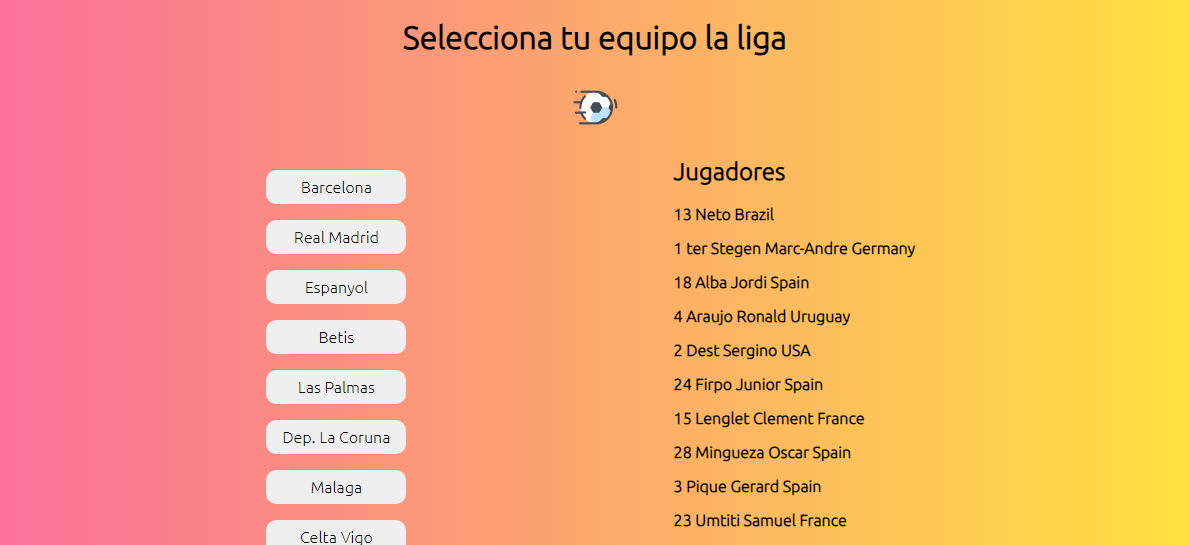 Selecciona tu equipo la liga
Barcelona
Real Madrid
Espanyol
Betis
Las Palmas
Dep. La Coruna
Malaga
Celta Vigo
Jugadores
13 Neto Brazil
1 ter Stegen Marc-Andre Germany
18 Alba Jordi Spain
4 Araujo Ronald Uruguay
2 Dest Sergino USA
24 Firpo Junior Spain
15 Lenglet Clement France
28 Mingueza Oscar Spain
3 Pique Gerard Spain
23 Umtiti Samuel France